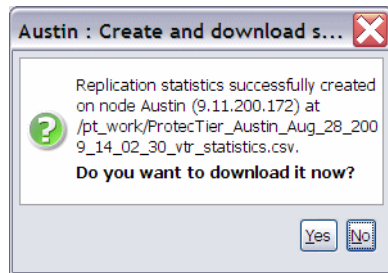 Austin : Create and download s...
Replication statistics successfully created
on node Austin (9.11.200.172) at
/pt_work/ProtecTier_Austin_Aug_28_200
9_14_02_30_vtr_statistics.csv.
Do you want to download it now?
Yes No